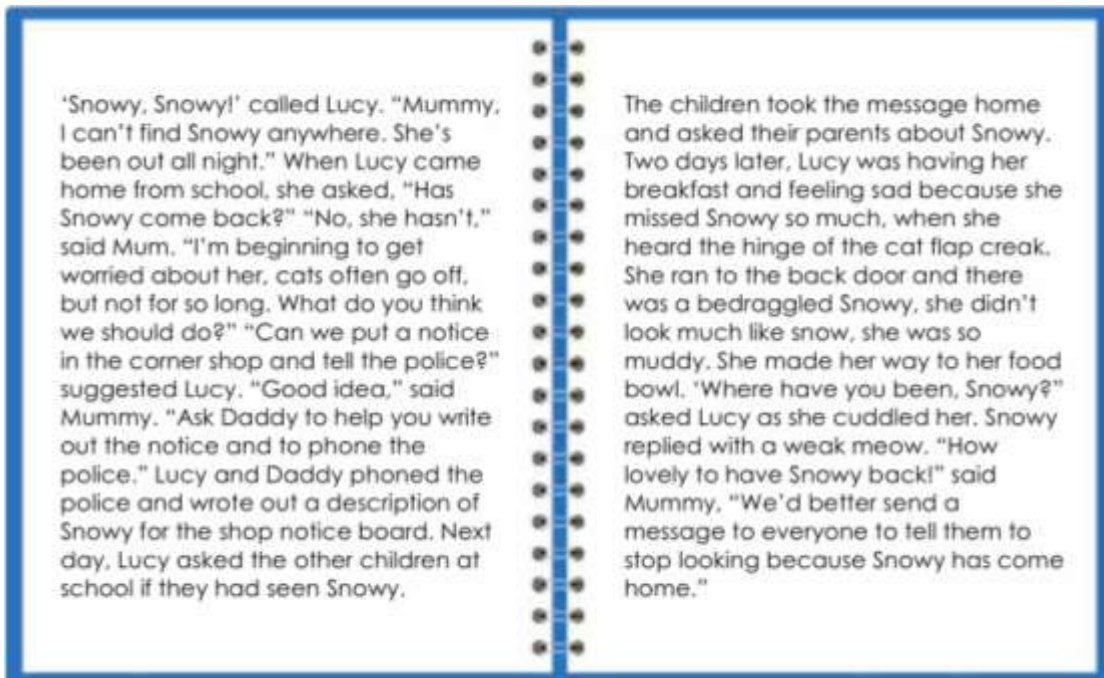 ‘Snowy, Snowy!’ called Lucy. “Mummy,
I can’t find Snowy anywhere. She’s
been out all night.” When Lucy came
home from school, she asked, “Has
Snowy come back?” “No, she hasn’t,”
said Mum. “I’m beginning to get
worried about her, cats often go off,
but not for so long. What do you think
we should do?” “Can we put a notice
in the corner shop and tell the police?”
suggested Lucy. “Good idea,” said
Mummy. “Ask Daddy to help you write
out the notice and to phone the
police.” Lucy and Daddy phoned the
police and wrote out a description of
Snowy for the shop notice board. Next
day, Lucy asked the other children at
school if they had seen Snowy.
The children took the message home
and asked their parents about Snowy.
Two days later, Lucy was having her
breakfast and feeling sad because she
missed Snowy so much, when she
heard the hinge of the cat flap creak.
She ran to the back door and there
was a bedraggled Snowy, she didn’t
look much like snow, she was so
muddy. She made her way to her food
bowl. ‘Where have you been, Snowy?”
asked Lucy as she cuddled her. Snowy
replied with a weak meow. “How
lovely to have Snowy back!” said
Mummy, “We’d better send a
message to everyone to tell them to
stop looking because Snowy has come
home.”